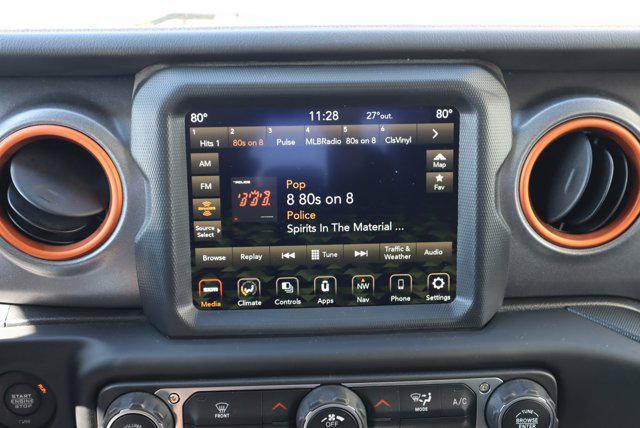 80° 11:28 27°out. 80°
1 2 3 4 5 6
Hits 1 80s on 8 Pulse MLBRadio 80s on 8 ClsVinyl
AM
FM
Source
Select
Map
Fav
Pop
8 80s on 8
Police
Spirits In The Material ...
Browse Replay Tune Traffic & Weather Audio
Media Climate Controls Apps NW Nav Phone Settings
RUN
START
ENGINE
STOP
FRONT
OFF
MODE
A/C
TUNE
BROWSE
ENTER